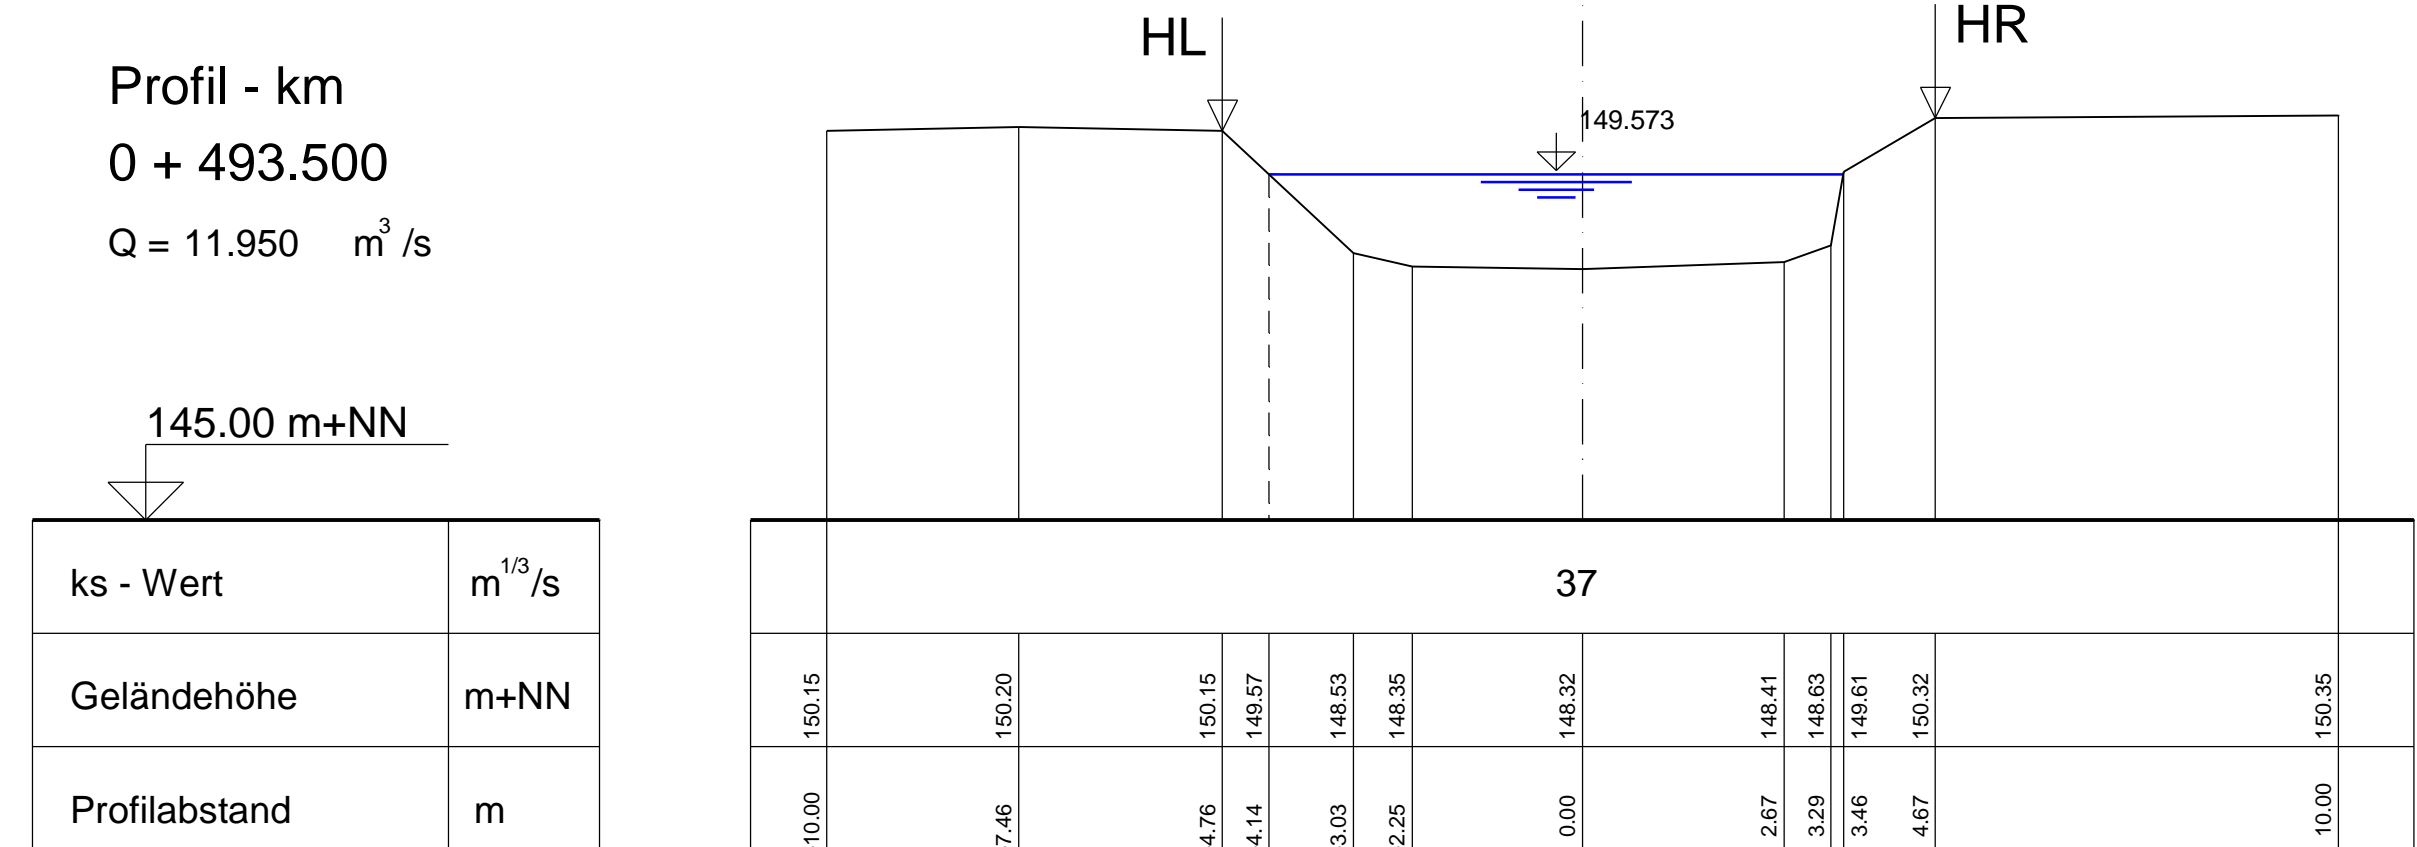 HL
HR
Profil - km
0 + 493.500
149.573
Q = 11.950 m³ /s
145.00 m+NN
ks - Wert m1/3/s 37
Geländehöhe m+NN 150.15 150.20 150.15 149.57 148.53 148.35 148.32 148.41 148.63 149.61 150.32 150.35
Profilabstand m 10.00 7.46 4.76 4.14 3.03 2.25 0.00 2.67 3.29 3.46 4.67 10.00